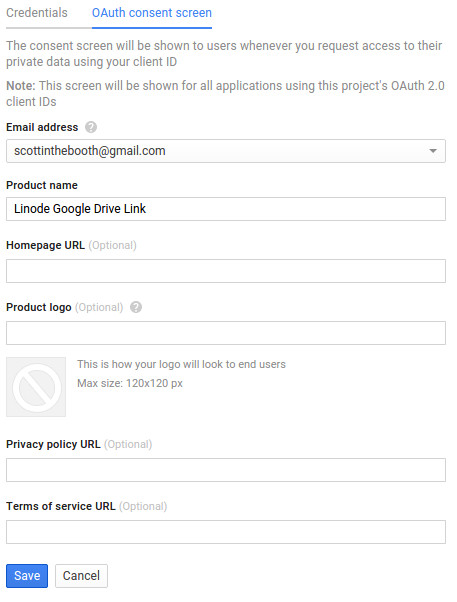 Credentials OAuth consent screen
The consent screen will be shown to users whenever you request access to their
private data using your client ID
Note: This screen will be shown for all applications using this project's OAuth 2.0
client IDs
Email address ?
scottinthebooth@gmail.com
Product name
Linode Google Drive Link
Homepage URL (Optional)
Product logo (Optional) ?
This is how your logo will look to end users
Max size: 120x120 px
Privacy policy URL (Optional)
Terms of service URL (Optional)
Save Cancel